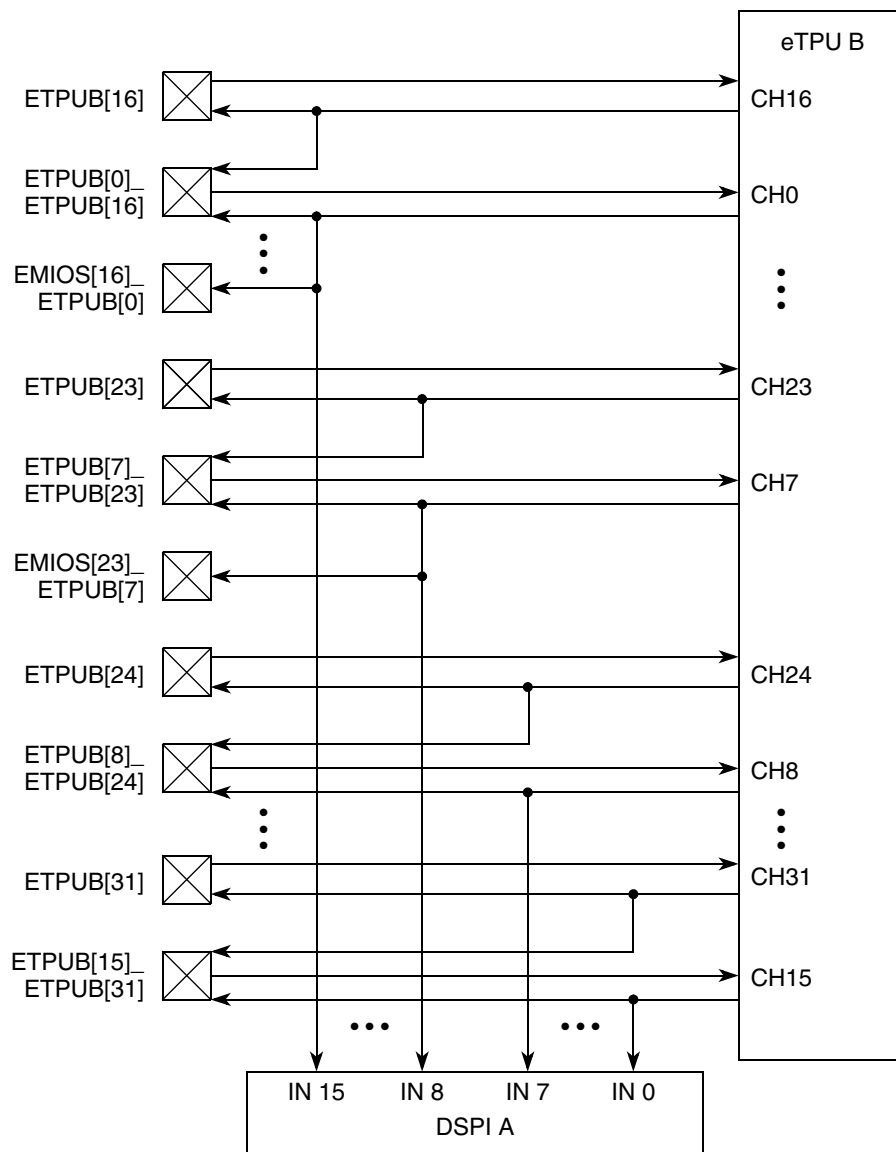 eTPU B
ETPUB[16]
CH16
ETPUB[0]_
ETPUB[16]
CH0
EMIOS[16]_
ETPUB[0]
ETPUB[23]
CH23
ETPUB[7]_
ETPUB[23]
CH7
EMIOS[23]_
ETPUB[7]
ETPUB[24]
CH24
ETPUB[8]_
ETPUB[24]
CH8
ETPUB[31]
CH31
ETPUB[15]_
ETPUB[31]
CH15
IN 15 IN 8 IN 7 IN 0
DSPI A